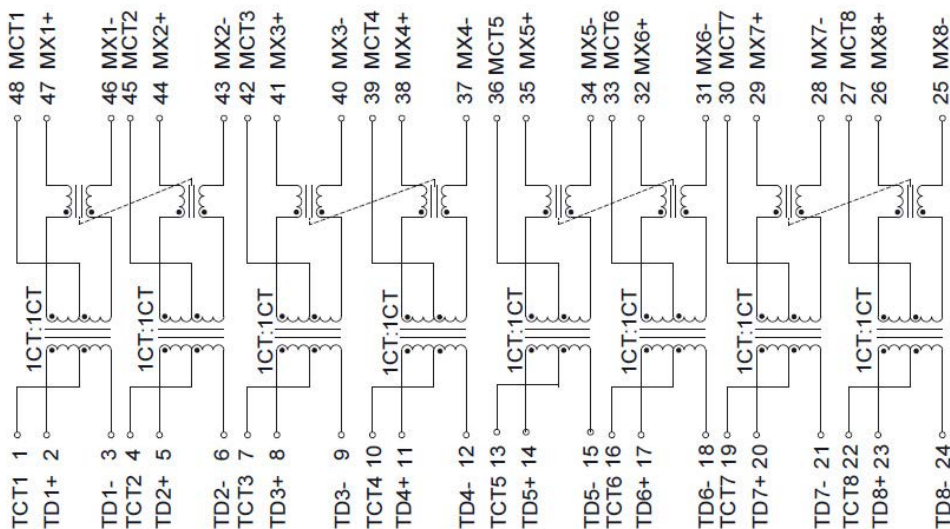 48 MCT1
47 MX1+
46 MX1-
45 MCT2
44 MX2+
43 MX2-
42 MCT3
41 MX3+
40 MX3-
39 MCT4
38 MX4+
37 MX4-
36 MCT5
35 MX5+
34 MX5-
33 MCT6
32 MX6+
31 MX6-
30 MCT7
29 MX7+
28 MX7-
27 MCT8
26 MX8+
25 MX8-
1CT:1CT
1CT:1CT
1CT:1CT
1CT:1CT
1CT:1CT
1CT:1CT
1CT:1CT
1CT:1CT
TCT1 1
TD1+ 2
TD1- 3
TCT2 4
TD2+ 5
TD2- 6
TCT3 7
TD3+ 8
TD3- 9
TCT4 10
TD4+ 11
TD4- 12
TCT5 13
TD5+ 14
TD5- 15
TCT6 16
TD6+ 17
TD6- 18
TCT7 19
TD7+ 20
TD7- 21
TCT8 22
TD8+ 23
TD8- 24